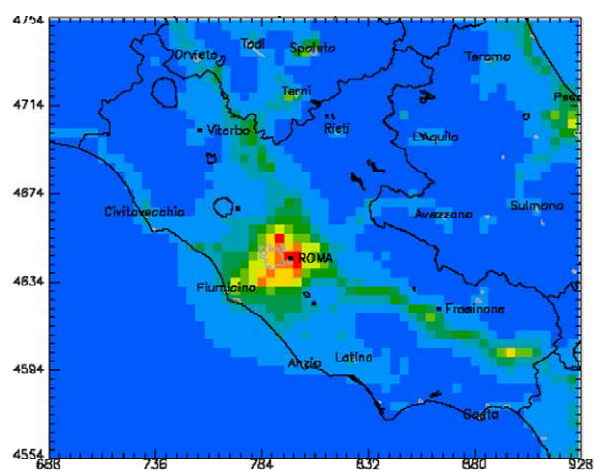 4754
Orvieto Todi Spoleto Teramo
Terni
4714
Viterbo Rieti L'Aquila
4674
Civitavecchia Avezzano Sulmona
ROMA
4634
Fiumicino Frosinone
4594
Anzio Latina
Gaeta
4554
688 736 784 832 880 928